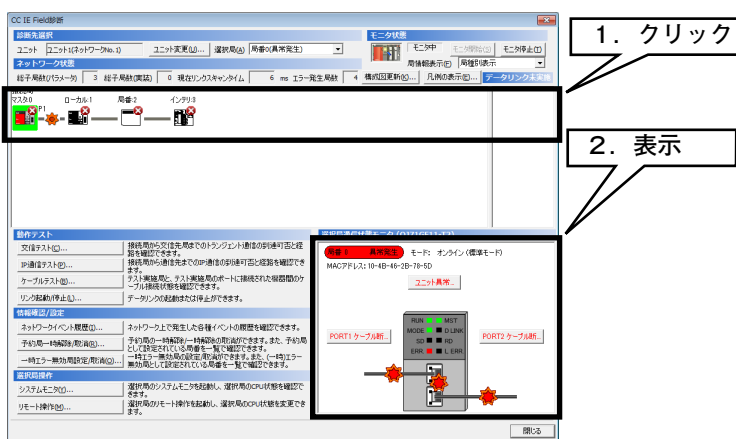 CC IE Field診断
診断先選択
ユニット ユニット1(ネットワークNo. 1) ユニット変更(U)... 選択局(A) 局番0(異常発生)
モニタ状態
モニタ中 モニタ開始(S) モニタ停止(T)
局情報表示(F) 局種別表示
ネットワーク状態
総子局数(パラメータ) 3 総子局数(実装) 0 現在リンクスキャンタイム 6 ms エラー発生局数 4 構成図更新(G)... 凡例の表示(E)... データリンク未実施
マスタ:0 ローカル:1 局番:2 インテリ:3
P1
1．クリック
2．表示
動作テスト
交信テスト(C)... 接続局から交信先局までのトランジェント通信の到達可否と経路を確認できます。
IP通信テスト(P)... 接続局から通信先までのIP通信の到達可否と経路を確認できます。
ケーブルテスト(B)... テスト実施局と、テスト実施局のポートに接続された機器間のケーブル接続状態を確認できます。
リンク起動/停止(L)... データリンクの起動または停止ができます。
情報確認/設定
ネットワークイベント履歴(I)... ネットワーク上で発生した各種イベントの履歴を確認できます。
予約局一時解除/取消(R)... 予約局の一時解除/一時解除の取消ができます。また、予約局として設定されている局番を一覧で確認できます。
一時エラー無効局設定/取消(O)... 一時エラー無効局の設定/取消ができます。また、(一時)エラー無効局として設定されている局番を一覧で確認できます。
選択局操作
システムモニタ(Y)... 選択局のシステムモニタを起動し、選択局のCPU状態を確認できます。
リモート操作(M)... 選択局のリモート操作を起動し、選択局のCPU状態を変更できます。
選択局通信状態モニタ (QJ71GF11-T2)
局番:0 異常発生 モード: オンライン(標準モード)
MACアドレス: 10-4B-46-2B-78-5D
ユニット異常...
RUN MST
MODE D LINK
SD RD
ERR L ERR
PORT1 ケーブル断...
PORT2 ケーブル断...
閉じる